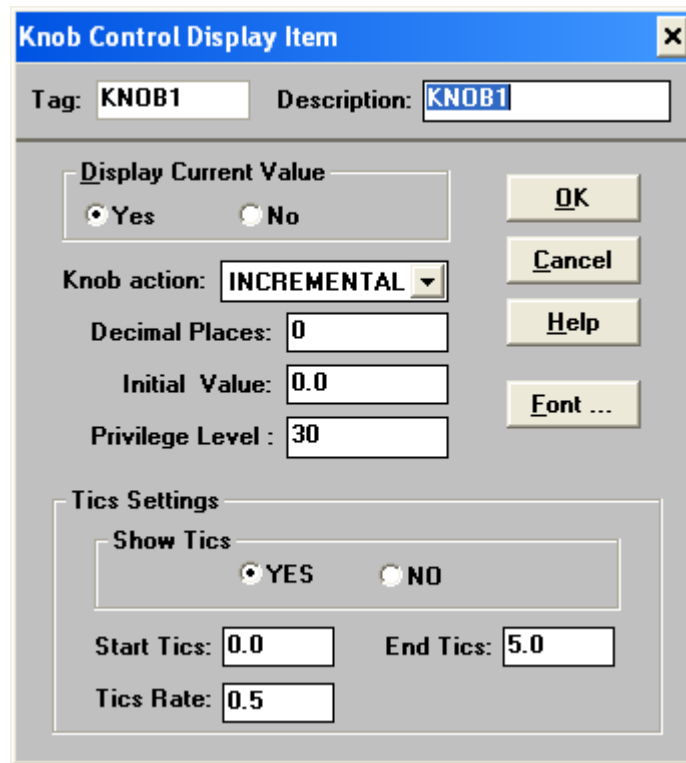 Knob Control Display Item
Tag: KNOB1 Description: KNOB1
Display Current Value
Yes No
OK
Knob action: INCREMENTAL
Cancel
Decimal Places: 0
Help
Initial Value: 0.0
Font ...
Privilege Level : 30
Tics Settings
Show Tics
YES NO
Start Tics: 0.0 End Tics: 5.0
Tics Rate: 0.5